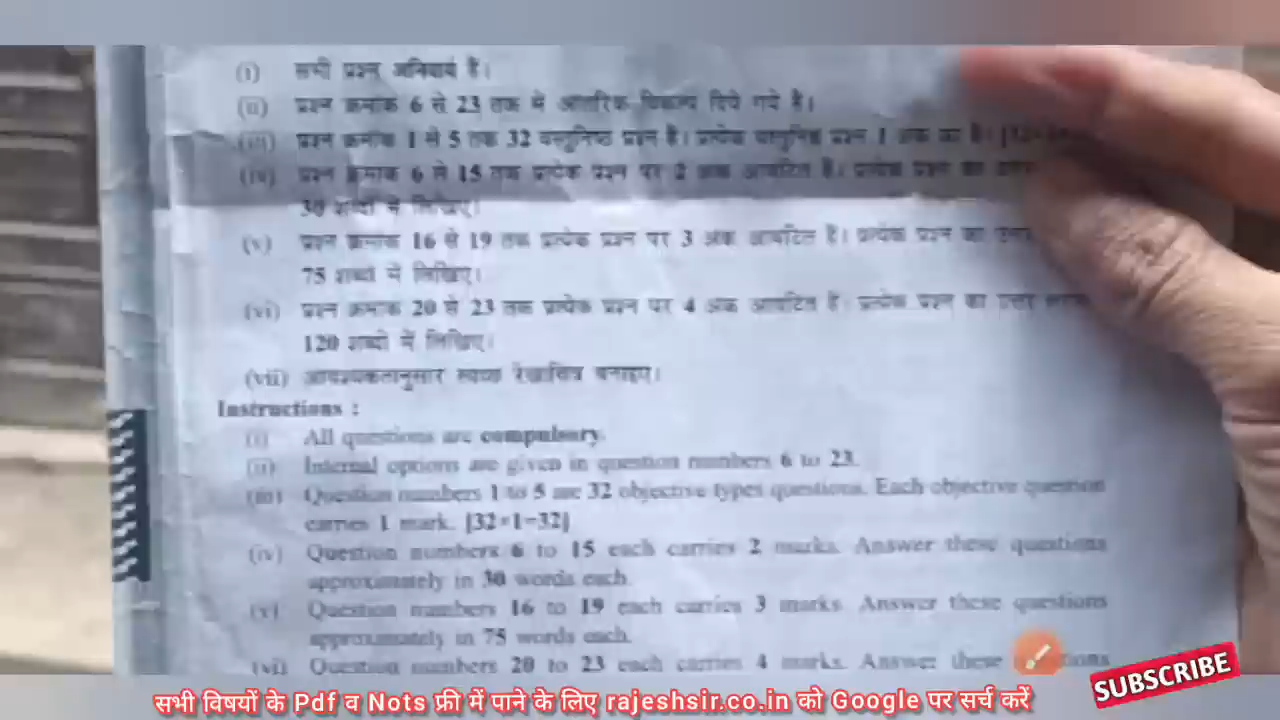 (i) सभी प्रश्न अनिवार्य हैं।
(ii) प्रश्न क्रमांक 6 से 23 तक में आंतरिक विकल्प दिये गये हैं।
(iii) प्रश्न क्रमांक 1 से 5 तक 32 वस्तुनिष्ठ प्रश्न हैं। प्रत्येक वस्तुनिष्ठ प्रश्न 1 अंक का है।
(iv) प्रश्न क्रमांक 6 से 15 तक प्रत्येक प्रश्न पर 2 अंक आवंटित हैं। प्रत्येक प्रश्न का
30 शब्दों में लिखिए।
(v) प्रश्न क्रमांक 16 से 19 तक प्रत्येक प्रश्न पर 3 अंक आवंटित हैं। प्रत्येक प्रश्न का
75 शब्दों में लिखिए।
(vi) प्रश्न क्रमांक 20 से 23 तक प्रत्येक प्रश्न पर 4 अंक आवंटित हैं। प्रत्येक प्रश्न का उत्तर
120 शब्दों में लिखिए।
(vii) आवश्यकतानुसार स्वच्छ रेखाचित्र बनाइए।
Instructions :
(i) All questions are compulsory.
(ii) Internal options are given in question numbers 6 to 23.
(iii) Question numbers 1 to 5 are 32 objective types questions. Each objective question
carries 1 mark. [32×1=32]
(iv) Question numbers 6 to 15 each carries 2 marks. Answer these questions
approximately in 30 words each.
(v) Question numbers 16 to 19 each carries 3 marks. Answer these questions
approximately in 75 words each.
(vi) Question numbers 20 to 23 each carries 4 marks. Answer these
SUBSCRIBE
सभी विषयों के Pdf व Nots फ्री में पाने के लिए rajeshsir.co.in को Google पर सर्च करें